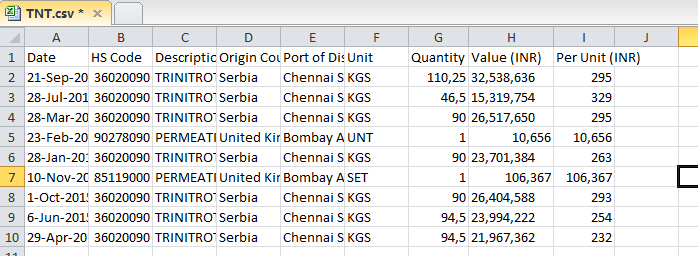 TNT.csv *
A B C D E F G H I J G
1 Date HS Code Descriptic Origin Cou Port of Dis Unit Quantity Value (INR) Per Unit (INR)
2 21-Sep-20 36020090 TRINITROT Serbia Chennai S KGS 110,25 32,538,636 295
3 28-Jul-201 36020090 TRINITROT Serbia Chennai S KGS 46,5 15,319,754 329
4 28-Mar-20 36020090 TRINITROT Serbia Chennai S KGS 90 26,517,650 295
5 23-Feb-20 90278090 PERMEATI United Kin Bombay A UNT 1 10,656 10,656
6 28-Jan-201 36020090 TRINITROT Serbia Chennai S KGS 90 23,701,384 263
7 10-Nov-20 85119000 PERMEATI United Kin Bombay A SET 1 106,367 106,367
8 1-Oct-201 36020090 TRINITROT Serbia Chennai S KGS 90 26,404,588 293
9 6-Jun-201 36020090 TRINITROT Serbia Chennai S KGS 94,5 23,994,222 254
10 29-Apr-20 36020090 TRINITROT Serbia Chennai S KGS 94,5 21,967,362 232